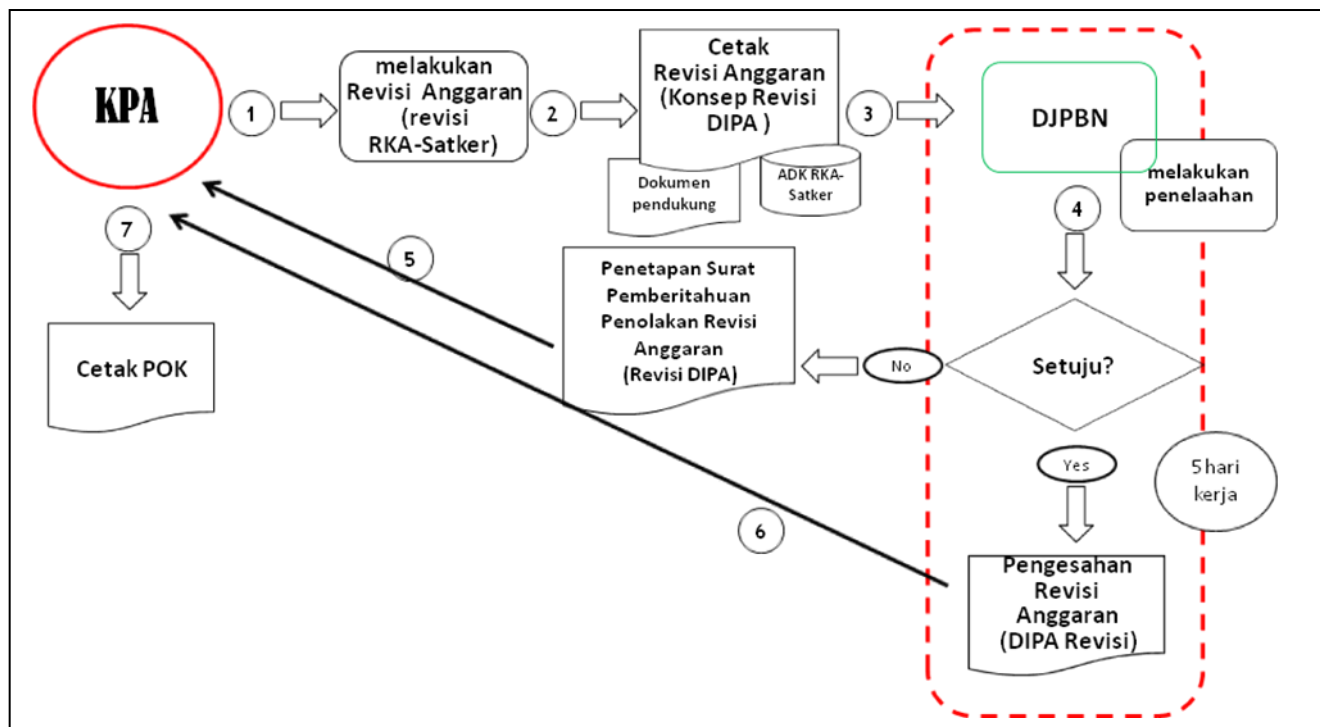 KPA
1
melakukan
Revisi Anggaran
(revisi
RKA-Satker)
2
Cetak
Revisi Anggaran
(Konsep Revisi
DIPA )
Dokumen
pendukung
ADK RKA-
Satker
3
DJPBN
melakukan
penelaahan
4
Setuju?
No
Penetapan Surat
Pemberitahuan
Penolakan Revisi
Anggaran
(Revisi DIPA)
5
Yes
5 hari
kerja
Pengesahan
Revisi
Anggaran
(DIPA Revisi)
6
7
Cetak POK